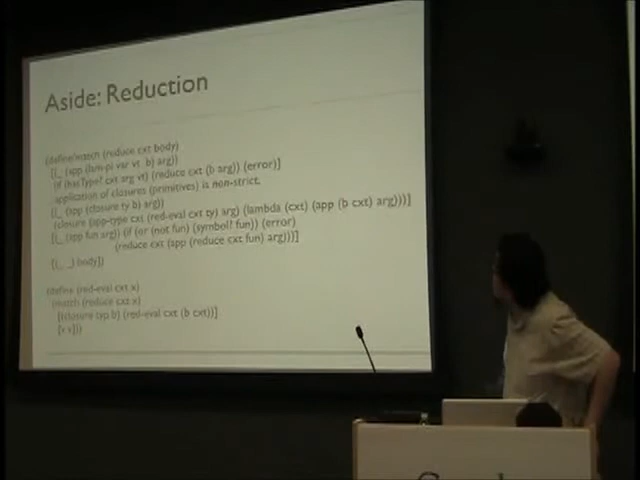 Aside: Reduction
(define/match (reduce cxt body)
[(_ (app (lam-pi var vt b) arg))
(if (hasType? cxt arg vt) (reduce cxt (b arg)) (error)]
application of closures (primitives) is non-strict.
[(_ (app (closure ty b) arg))
(closure (app-type cxt (red-eval cxt ty) arg) (lambda (cxt) (app (b cxt) arg)))]
[(_ (app fun arg)) (if (or (not fun) (symbol? fun)) (error)
(reduce cxt (app (reduce cxt fun) arg)))]
[(_ _) body])
(define (red-eval cxt x)
(match (reduce cxt x)
[(closure typ b) (red-eval cxt (b cxt))]
[v v]))